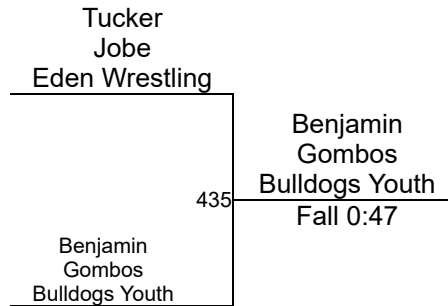 Tucker
Jobe
Eden Wrestling
Benjamin
Gombos
Bulldogs Youth
435
Fall 0:47
Benjamin
Gombos
Bulldogs Youth